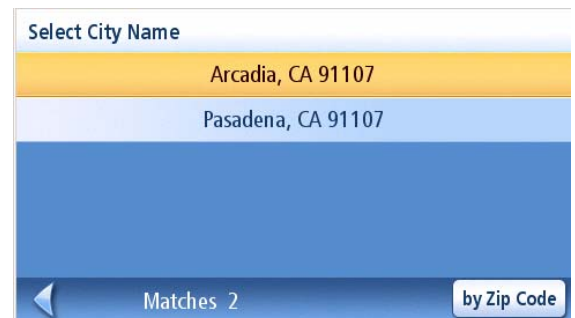 Select City Name
Arcadia, CA 91107
Pasadena, CA 91107
Matches 2
by Zip Code